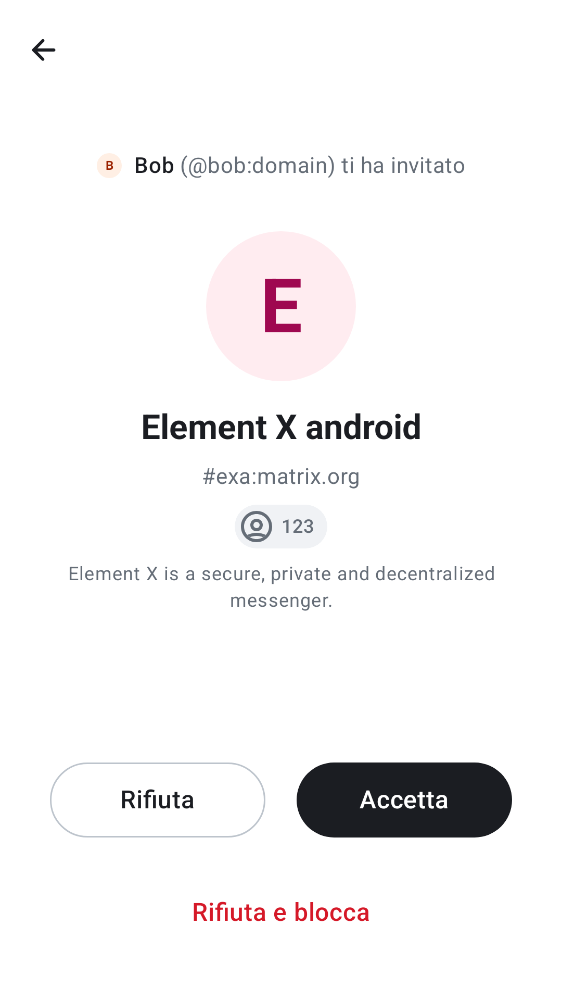 B Bob (@bob:domain) ti ha invitato
E
Element X android
#exa:matrix.org
123
Element X is a secure, private and decentralized
messenger.
Rifiuta
Accetta
Rifiuta e blocca